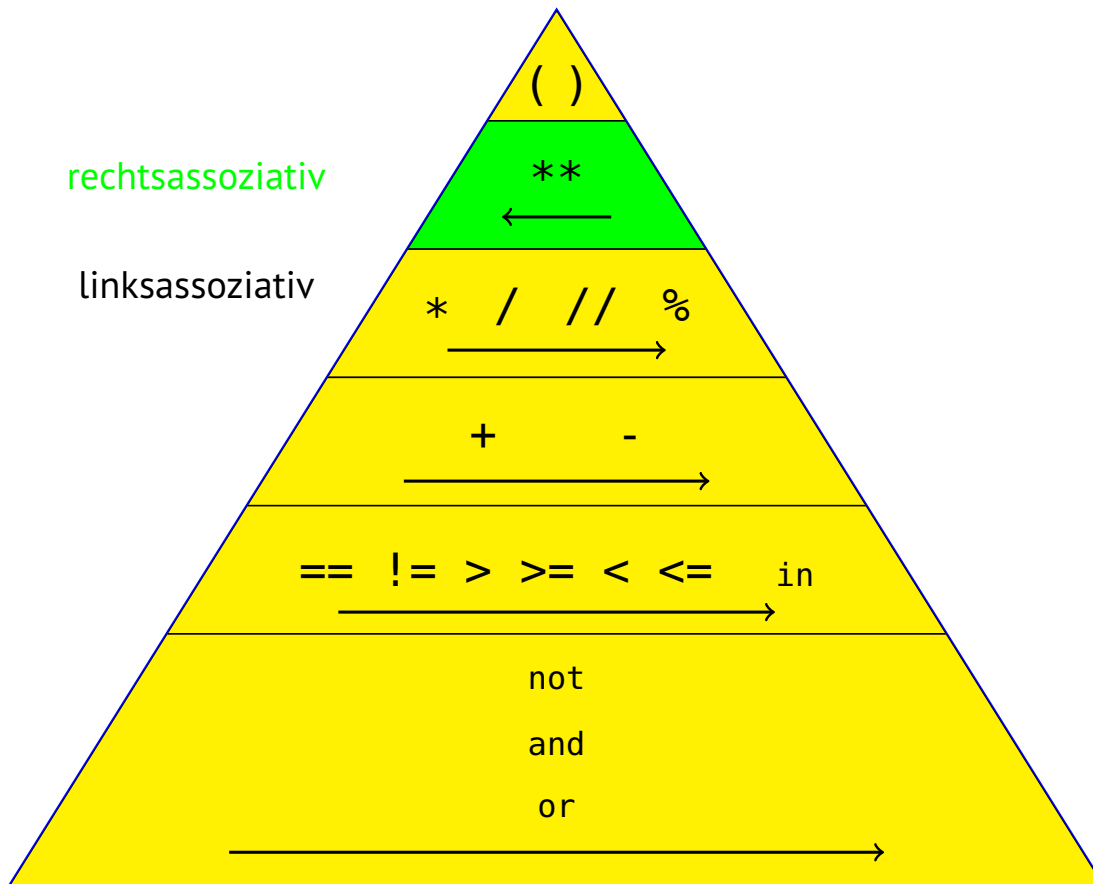 ( )
rechtsassoziativ
**
linksassoziativ
* / // %
+ -
== != > >= < <= in
not
and
or